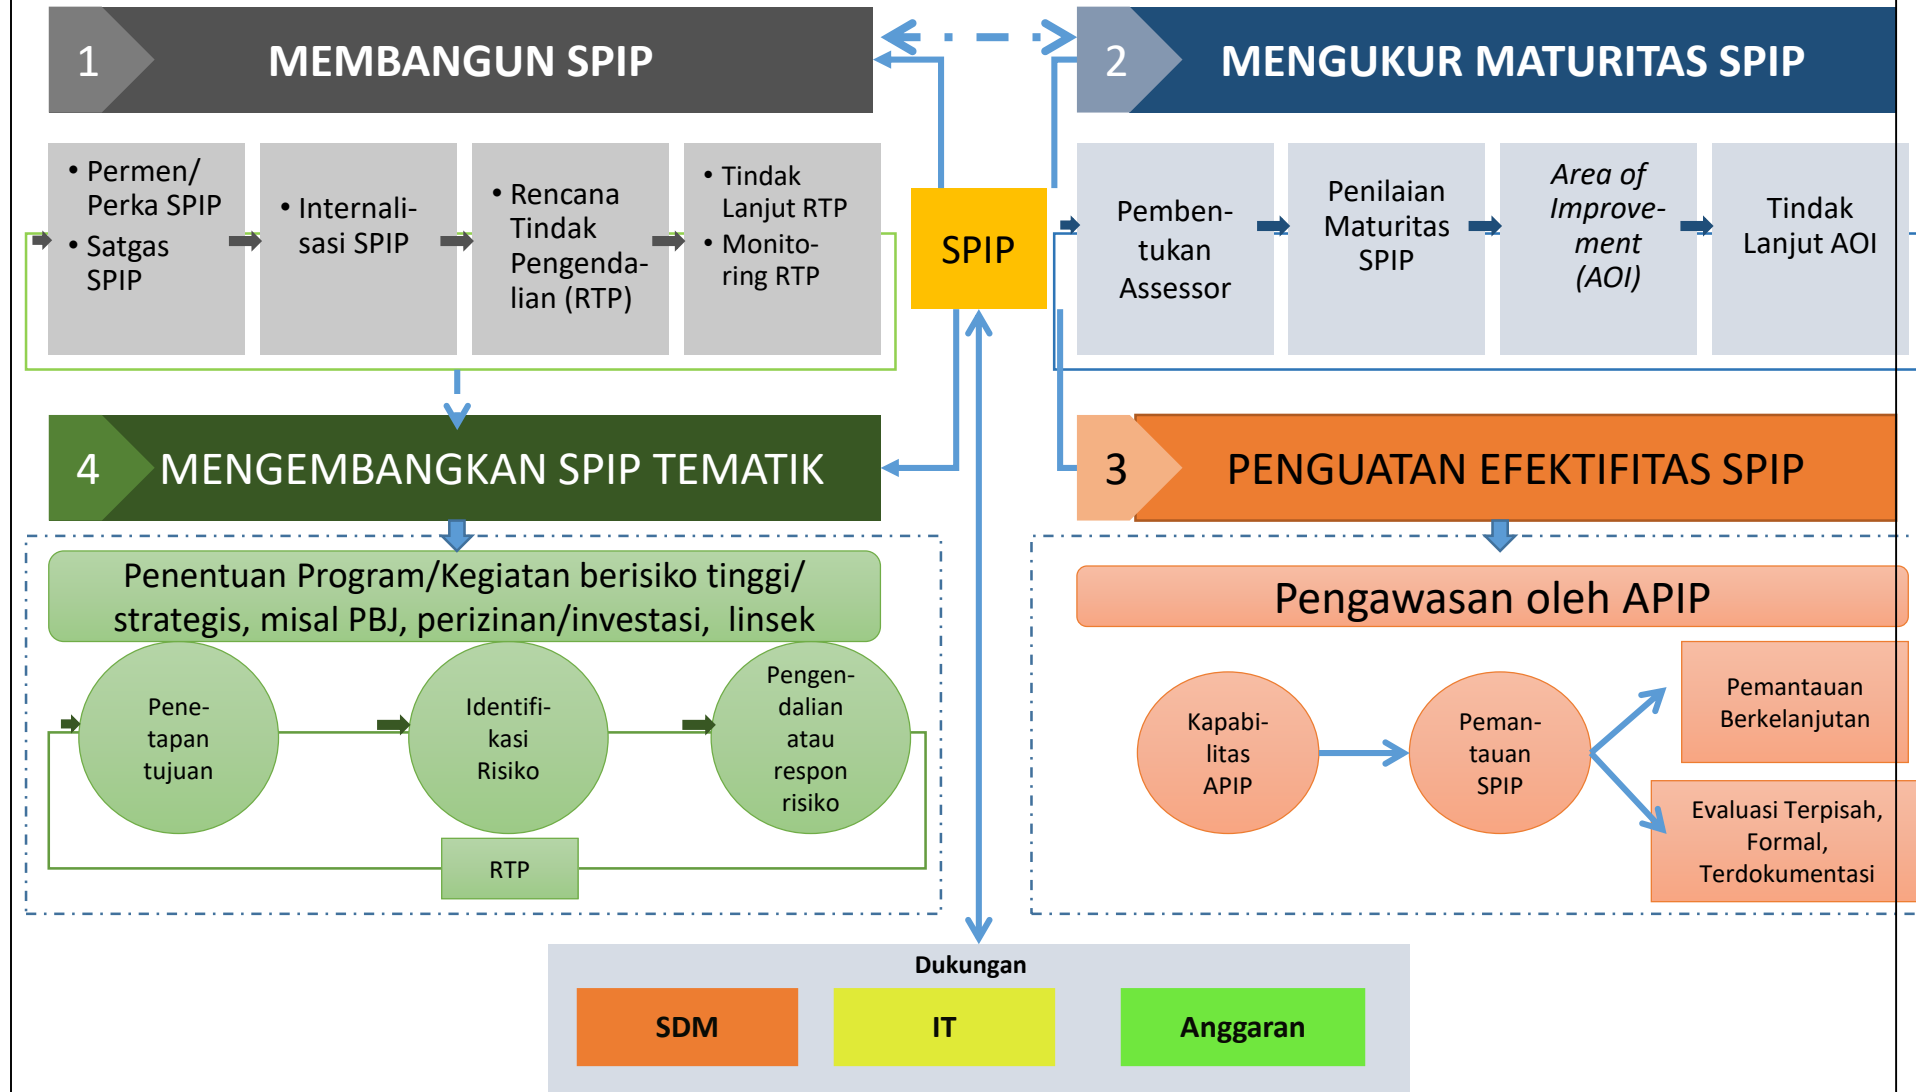 1
MEMBANGUN SPIP
2
MENGUKUR MATURITAS SPIP
• Permen/
Perka SPIP
• Satgas
SPIP
• Internali-
sasi SPIP
• Rencana
Tindak
Pengenda-
lian (RTP)
• Tindak
Lanjut RTP
• Monito-
ring RTP
SPIP
Pemben-
tukan
Assessor
Penilaian
Maturitas
SPIP
Area of
Improve-
ment
(AOI)
Tindak
Lanjut AOI
4
MENGEMBANGKAN SPIP TEMATIK
3
PENGUATAN EFEKTIFITAS SPIP
Penentuan Program/Kegiatan berisiko tinggi/
strategis, misal PBJ, perizinan/investasi, linsek
Pene-
tapan
tujuan
Identifi-
kasi
Risiko
Pengen-
dalian
atau
respon
risiko
RTP
Pengawasan oleh APIP
Kapabi-
litas
APIP
Peman-
tauan
SPIP
Pemantauan
Berkelanjutan
Evaluasi Terpisah,
Formal,
Terdokumentasi
Dukungan
SDM
IT
Anggaran